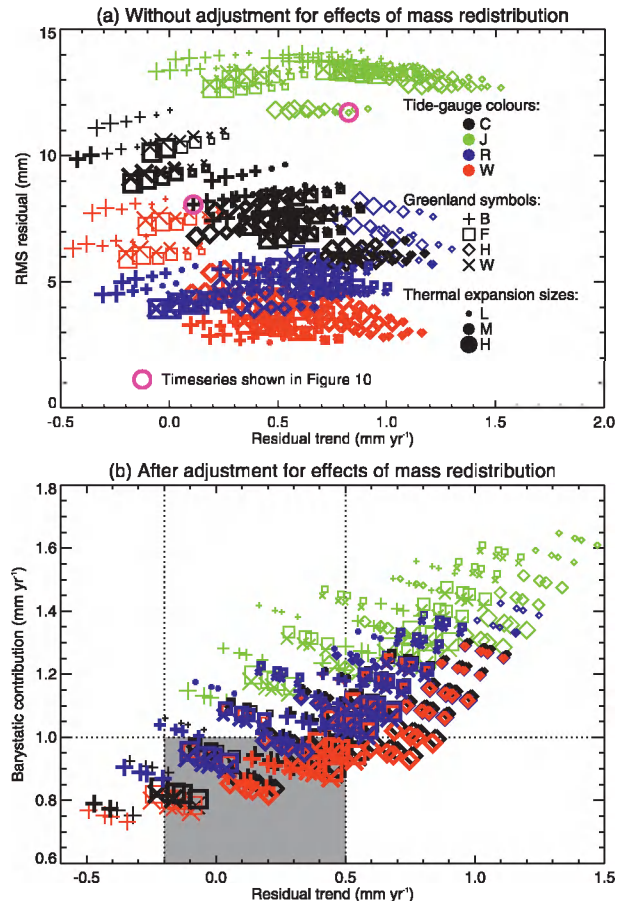 (a) Without adjustment for effects of mass redistribution
15
10
5
0
RMS residual (mm)
Tide-gauge colours:
C
J
R
W
Greenland symbols:
B
F
H
W
Thermal expansion sizes:
L
M
H
Timeseries shown in Figure 10
-0.5 0.0 0.5 1.0 1.5 2.0
Residual trend (mm yr-1)
(b) After adjustment for effects of mass redistribution
1.8
1.6
1.4
1.2
1.0
0.8
0.6
Barystatic contribution (mm yr-1)
-0.5 0.0 0.5 1.0 1.5
Residual trend (mm yr-1)